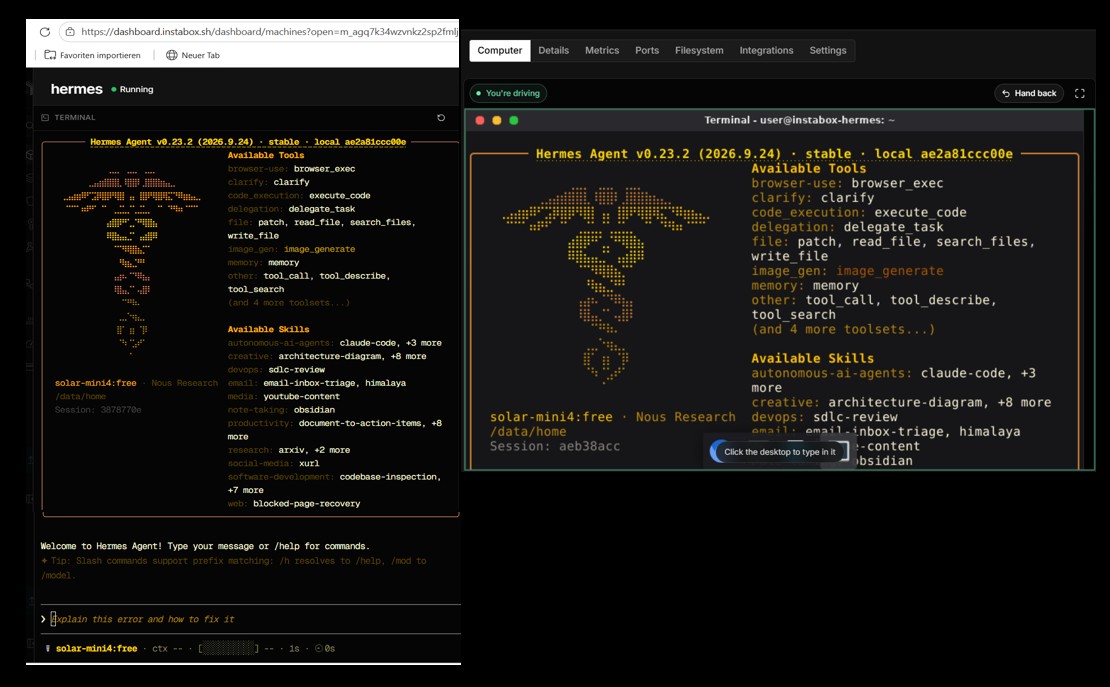 https://dashboard.instabox.sh/dashboard/machines?open=m_agq7k34wzvnkz2sp2fmlj
Favoriten importieren
Neuer Tab
hermes
Running
TERMINAL
Hermes Agent v0.23.2 (2026.9.24) · stable · local ae2a81ccc00e
Available Tools
browser-use: browser_exec
clarify: clarify
code_execution: execute_code
delegation: delegate_task
file: patch, read_file, search_files,
write_file
image_gen: image_generate
memory: memory
other: tool_call, tool_describe,
tool_search
(and 4 more toolsets...)
Available Skills
autonomous-ai-agents: claude-code, +3 more
creative: architecture-diagram, +8 more
devops: sdlc-review
email: email-inbox-triage, himalaya
media: youtube-content
note-taking: obsidian
productivity: document-to-action-items, +8
more
research: arxiv, +2 more
social-media: xurl
software-development: codebase-inspection,
+7 more
web: blocked-page-recovery
solar-mini4:free · Nous Research
/data/home
Session: 3878770e
Welcome to Hermes Agent! Type your message or /help for commands.
✦ Tip: Slash commands support prefix matching: /h resolves to /help, /mod to
/model.
❯ Explain this error and how to fix it
solar-mini4:free · ctx -- · [░░░░░░░░░░] -- · 1s · 0s
Computer
Details
Metrics
Ports
Filesystem
Integrations
Settings
You're driving
Hand back
Terminal - user@instabox-hermes: ~
Hermes Agent v0.23.2 (2026.9.24) · stable · local ae2a81ccc00e
Available Tools
browser-use: browser_exec
clarify: clarify
code_execution: execute_code
delegation: delegate_task
file: patch, read_file, search_files,
write_file
image_gen: image_generate
memory: memory
other: tool_call, tool_describe,
tool_search
(and 4 more toolsets...)
Available Skills
autonomous-ai-agents: claude-code, +3
more
creative: architecture-diagram, +8 more
devops: sdlc-review
email: email-inbox-triage, himalaya
e-content
obsidian
solar-mini4:free · Nous Research
/data/home
Session: aeb38acc
Click the desktop to type in it